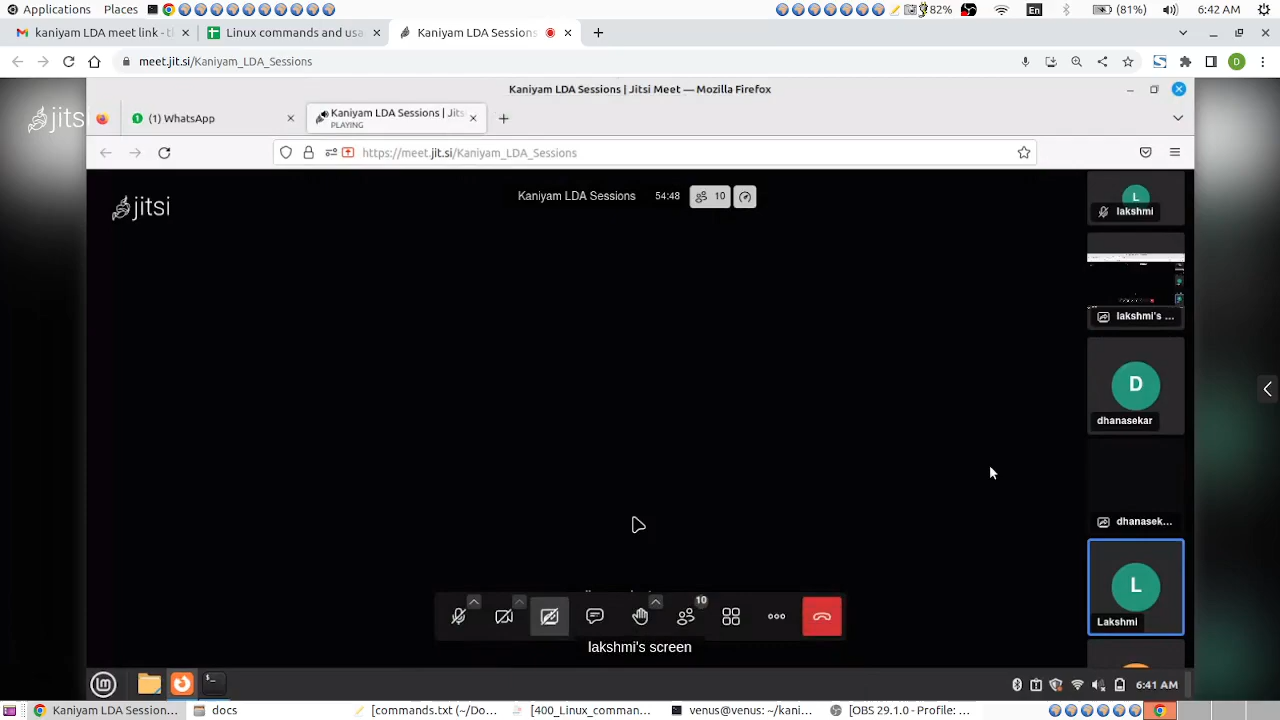 Applications Places 82% En (81%) 6:42 AM
kaniyam LDA meet link - t Linux commands and usa Kaniyam LDA Sessions
meet.jit.si/Kaniyam_LDA_Sessions D
jitsi
Kaniyam LDA Sessions | Jitsi Meet — Mozilla Firefox
(1) WhatsApp Kaniyam LDA Sessions | Jits
PLAYING
https://meet.jit.si/Kaniyam_LDA_Sessions
jitsi
Kaniyam LDA Sessions 54:48 10
L
lakshmi
lakshmi's ...
D
dhanasekar
dhanasek...
L
Lakshmi
10
lakshmi's screen
lm 6:41 AM
Kaniyam LDA Session... docs [commands.txt (~/Do... [400_Linux_comman... venus@venus: ~/kani... [OBS 29.1.0 - Profile: ...